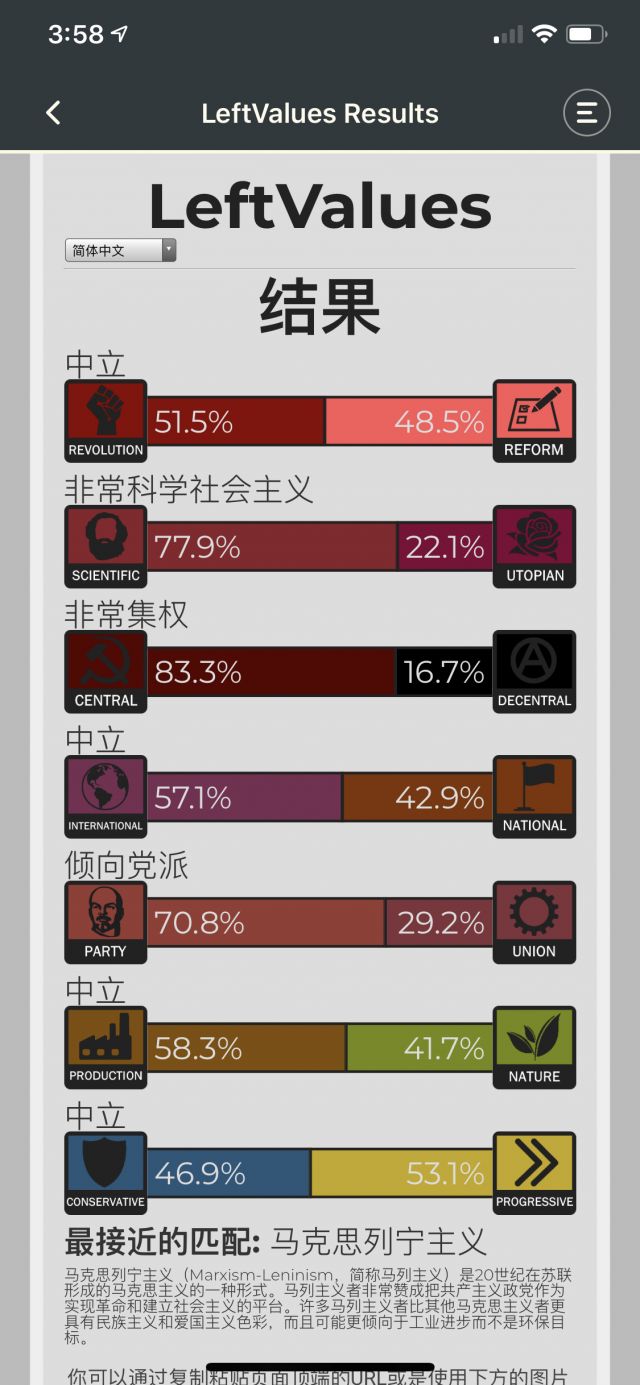 3:58
LeftValues Results
LeftValues
简体中文
结果
中立
REVOLUTION 51.5% 48.5% REFORM
非常科学社会主义
SCIENTIFIC 77.9% 22.1% UTOPIAN
非常集权
CENTRAL 83.3% 16.7% DECENTRAL
中立
INTERNATIONAL 57.1% 42.9% NATIONAL
倾向党派
PARTY 70.8% 29.2% UNION
中立
PRODUCTION 58.3% 41.7% NATURE
中立
CONSERVATIVE 46.9% 53.1% PROGRESSIVE
最接近的匹配: 马克思列宁主义
马克思列宁主义（Marxism-Leninism，简称马列主义）是20世纪在苏联
形成的马克思主义的一种形式。马列主义者非常赞成把共产主义政党作为
实现革命和建立社会主义的平台。许多马列主义者比其他马克思主义者更
具有民族主义和爱国主义色彩，而且可能更倾向于工业进步而不是环保目
标。
你可以通过复制粘贴页面顶端的URL或是使用下方的图片